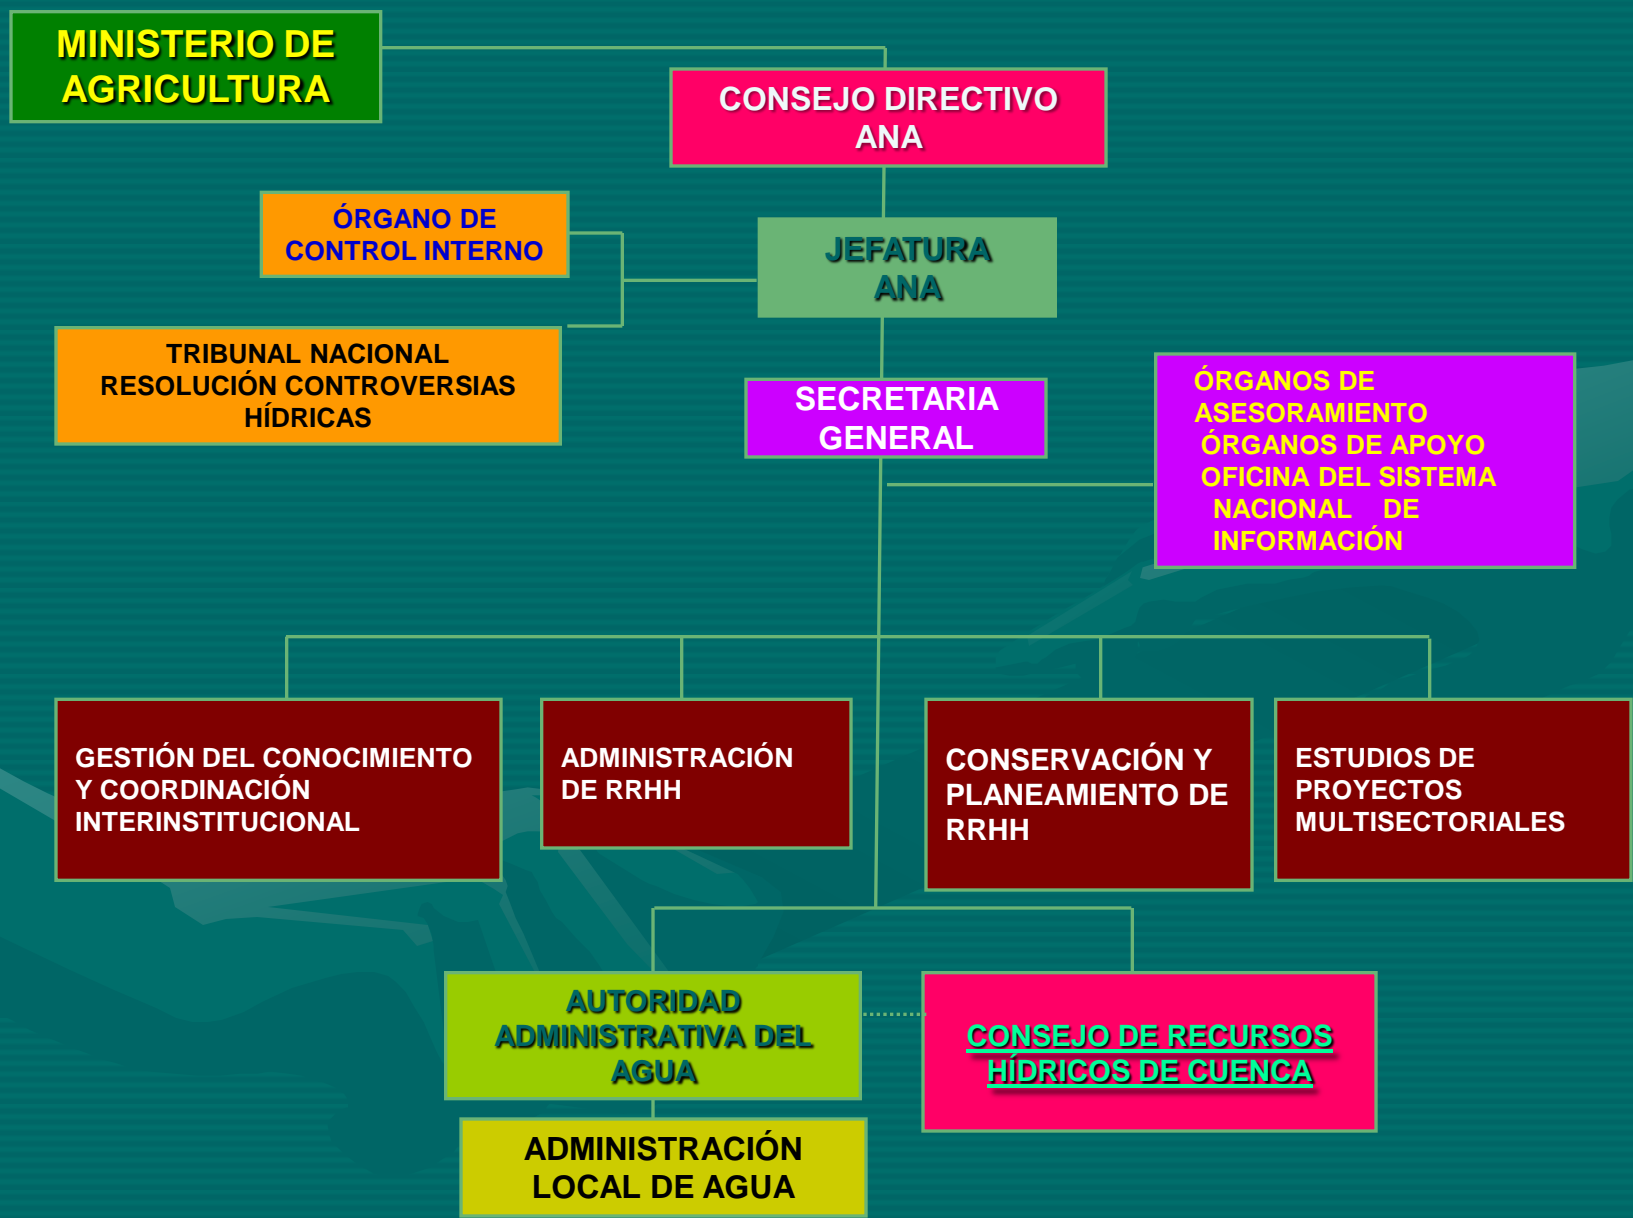 MINISTERIO DE
AGRICULTURA
CONSEJO DIRECTIVO
ANA
ÓRGANO DE
CONTROL INTERNO
JEFATURA
ANA
TRIBUNAL NACIONAL
RESOLUCIÓN CONTROVERSIAS
HÍDRICAS
SECRETARIA
GENERAL
ÓRGANOS DE
ASESORAMIENTO
ÓRGANOS DE APOYO
OFICINA DEL SISTEMA
NACIONAL DE
INFORMACIÓN
GESTIÓN DEL CONOCIMIENTO
Y COORDINACIÓN
INTERINSTITUCIONAL
ADMINISTRACIÓN
DE RRHH
CONSERVACIÓN Y
PLANEAMIENTO DE
RRHH
ESTUDIOS DE
PROYECTOS
MULTISECTORIALES
AUTORIDAD
ADMINISTRATIVA DEL
AGUA
CONSEJO DE RECURSOS
HÍDRICOS DE CUENCA
ADMINISTRACIÓN
LOCAL DE AGUA